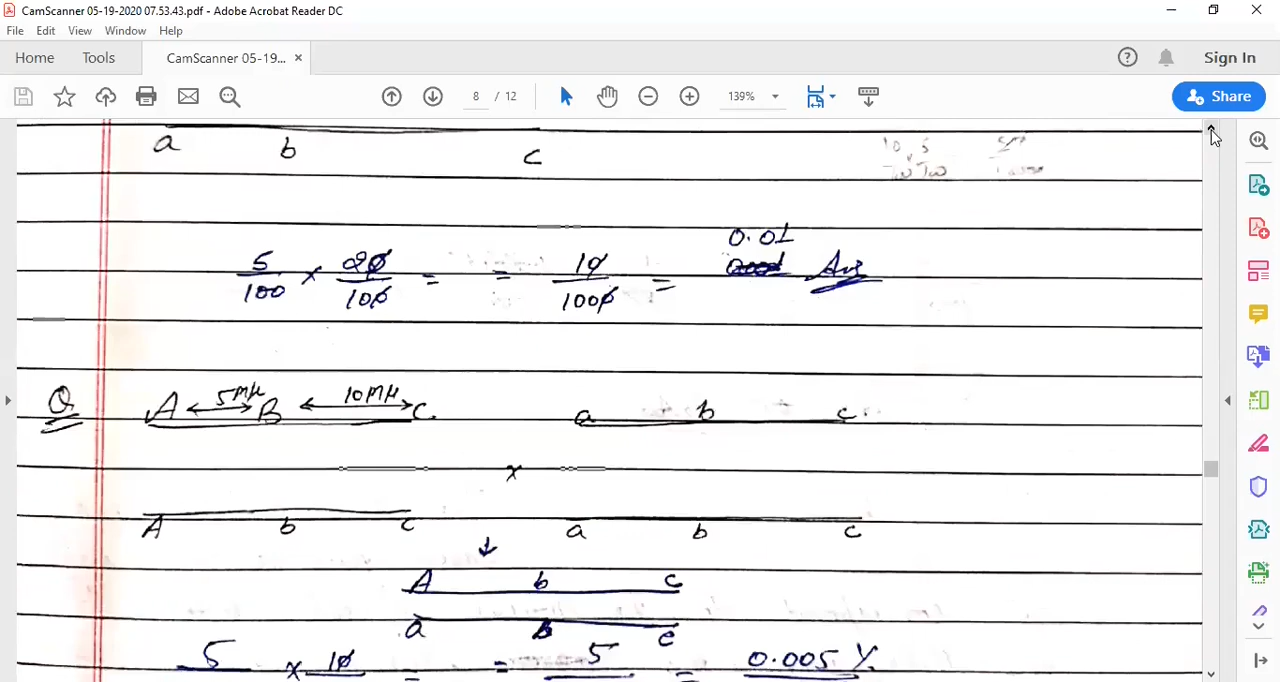 CamScanner 05-19-2020 07.53.43.pdf - Adobe Acrobat Reader DC
File Edit View Window Help
Home Tools CamScanner 05-19... × Sign In
8 / 12 139% Share
a b c
5/100 × 20/100 = = 10/1000 = 0.01 Ans
Q A 5MU B 10MU C a b c
×
A b c a b c
↓
A b c
a B c
5 × 10 = = 5 = 0.005 %